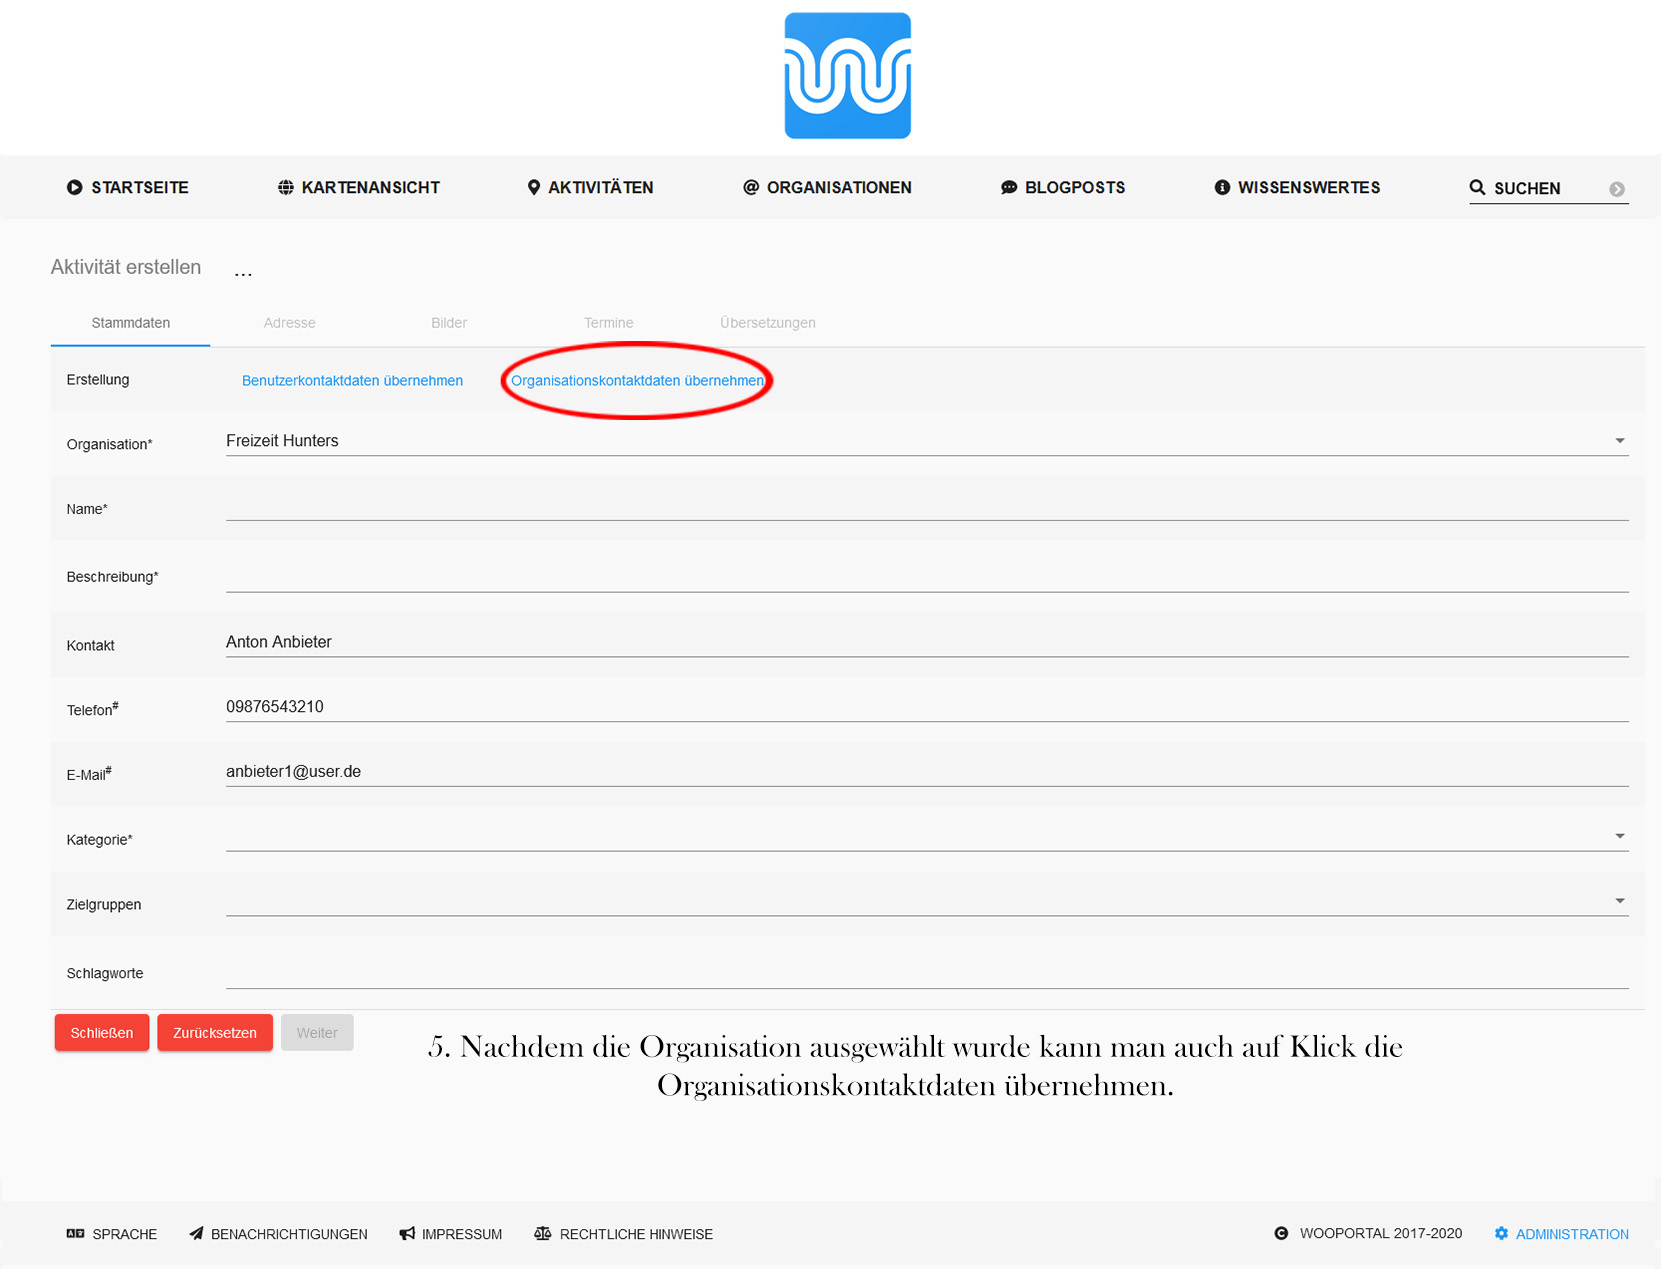 STARTSEITE KARTENANSICHT AKTIVITÄTEN @ ORGANISATIONEN BLOGPOSTS WISSENSWERTES SUCHEN
Aktivität erstellen ...
Stammdaten Adresse Bilder Termine Übersetzungen
Erstellung Benutzerkontaktdaten übernehmen Organisationskontaktdaten übernehmen
Organisation* Freizeit Hunters
Name*
Beschreibung*
Kontakt Anton Anbieter
Telefon# 09876543210
E-Mail# anbieter1@user.de
Kategorie*
Zielgruppen
Schlagworte
Schließen Zurücksetzen Weiter
5. Nachdem die Organisation ausgewählt wurde kann man auch auf Klick die
Organisationskontaktdaten übernehmen.
SPRACHE BENACHRICHTIGUNGEN IMPRESSUM RECHTLICHE HINWEISE WOOPORTAL 2017-2020 ADMINISTRATION